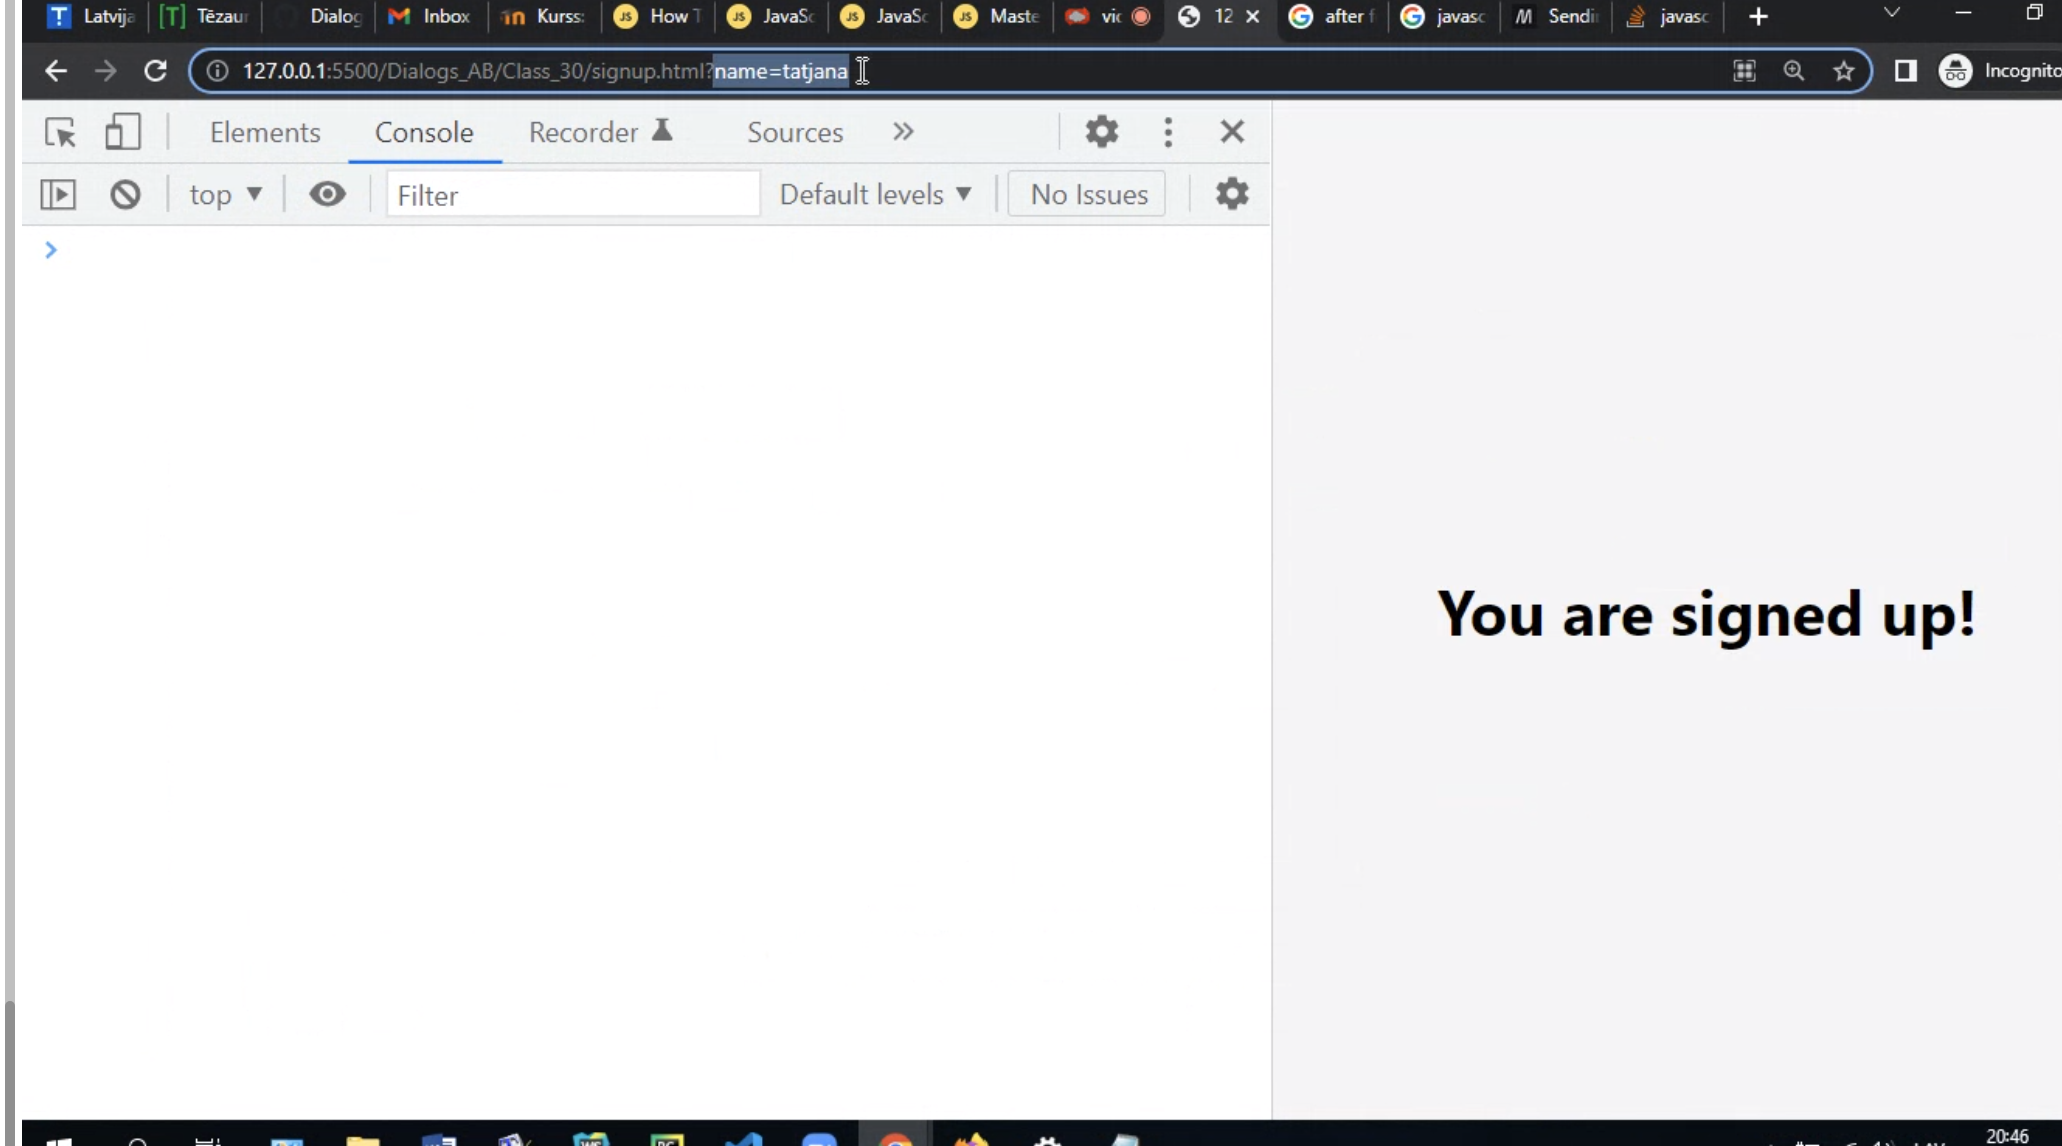 Latvija Tēzaur Dialog Inbox Kurss: How T JavaSc JavaSc Maste vic 12 after f javasc Sendi javasc
127.0.0.1:5500/Dialogs_AB/Class_30/signup.html?name=tatjana Incognito
Elements Console Recorder Sources
top Filter Default levels No Issues
You are signed up!
20:46